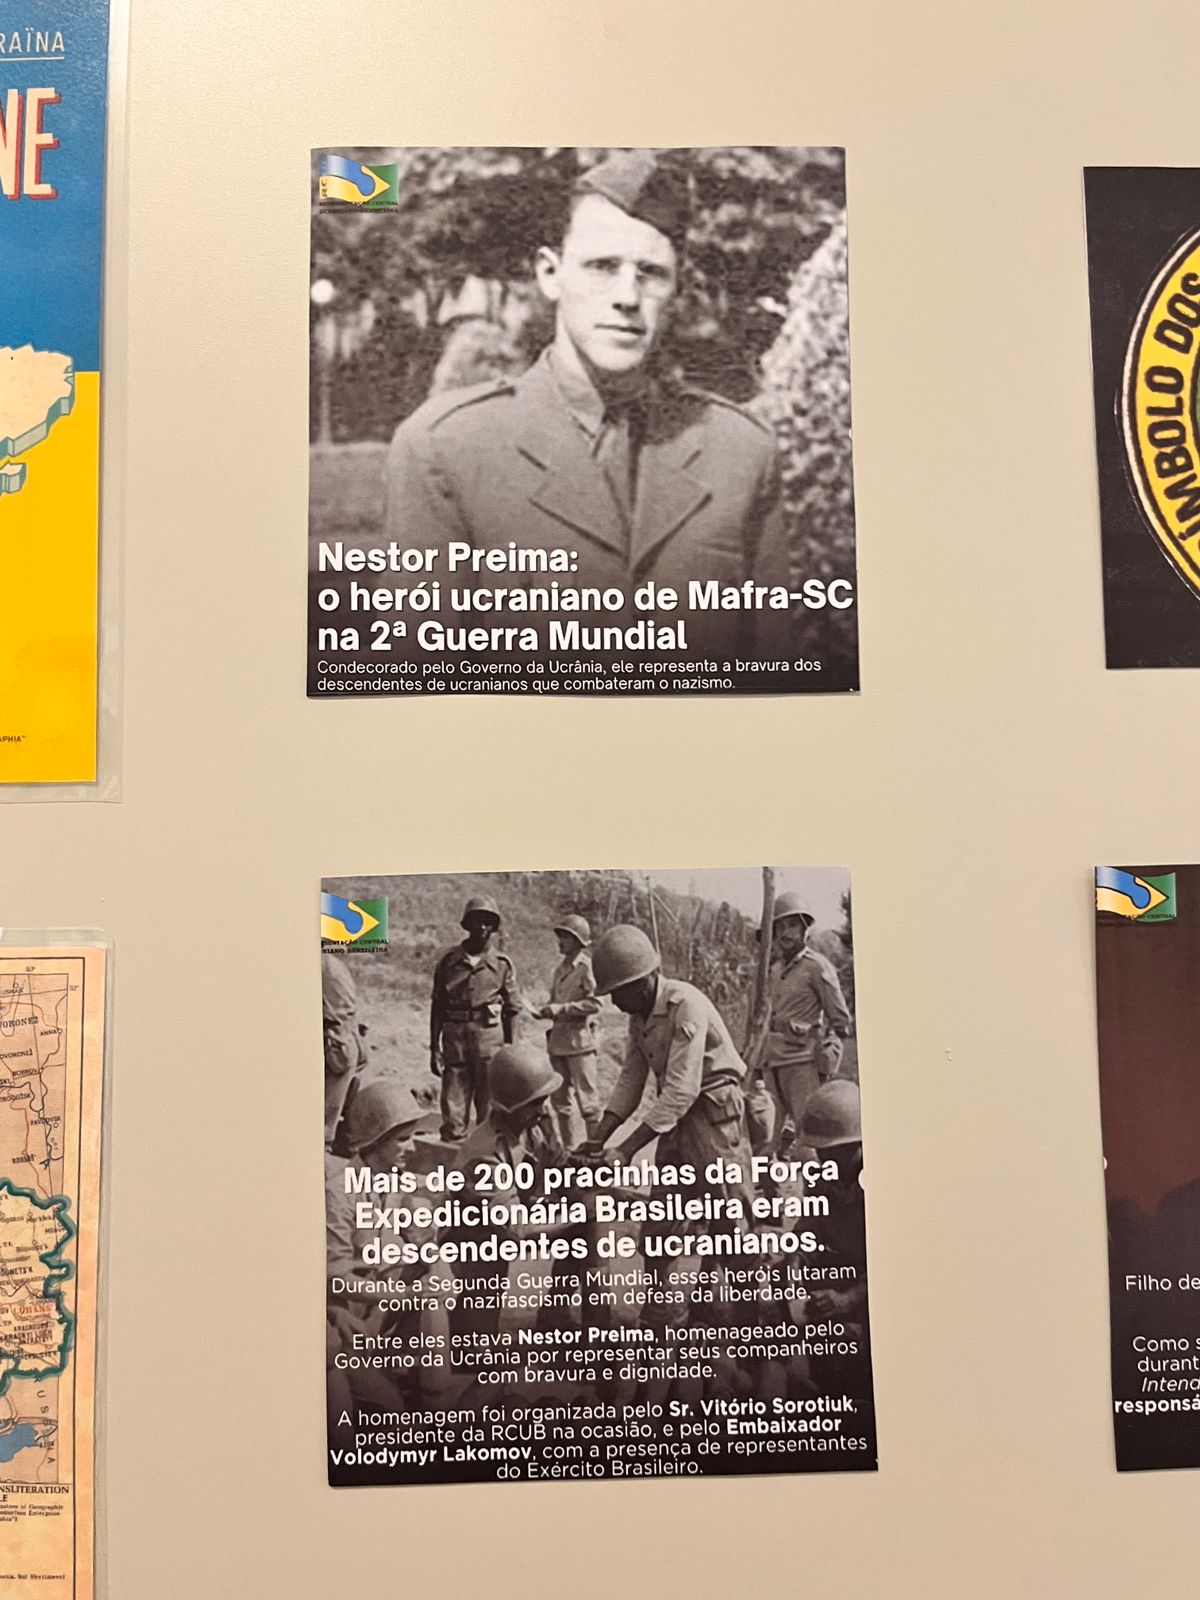 RAÏNA
NE
APHIA"
Nestor Preima:
o herói ucraniano de Mafra-SC
na 2ª Guerra Mundial
Condecorado pelo Governo da Ucrânia, ele representa a bravura dos
descendentes de ucranianos que combateram o nazismo.
ÍMBOLO DOS
Mais de 200 pracinhas da Força
Expedicionária Brasileira eram
descendentes de ucranianos.
Durante a Segunda Guerra Mundial, esses heróis lutaram
contra o nazifascismo em defesa da liberdade.
Entre eles estava Nestor Preima, homenageado pelo
Governo da Ucrânia por representar seus companheiros
com bravura e dignidade.
A homenagem foi organizada pelo Sr. Vitório Sorotiuk,
presidente da RCUB na ocasião, e pelo Embaixador
Volodymyr Lakomov, com a presença de representantes
do Exército Brasileiro.
Filho de
Como s
durant
Intend
responsá
LUHANS
NSLITERATION
LE